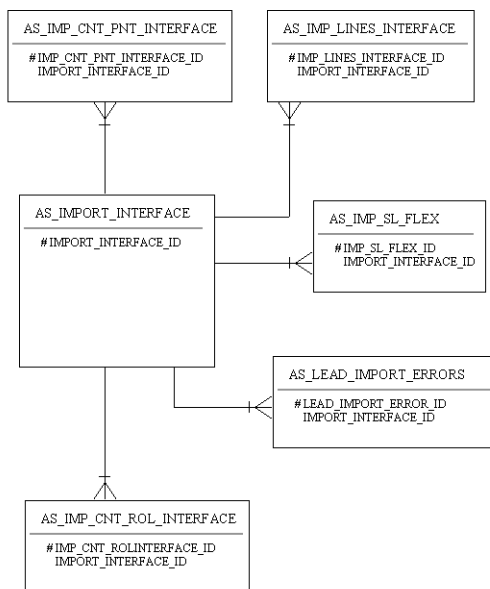 AS_IMP_CNT_PNT_INTERFACE
#IMP_CNT_PNT_INTERFACE_ID
IMPORT_INTERFACE_ID
AS_IMP_LINES_INTERFACE
#IMP_LINES_INTERFACE_ID
IMPORT_INTERFACE_ID
AS_IMPORT_INTERFACE
#IMPORT_INTERFACE_ID
AS_IMP_SL_FLEX
#IMP_SL_FLEX_ID
IMPORT_INTERFACE_ID
AS_LEAD_IMPORT_ERRORS
#LEAD_IMPORT_ERROR_ID
IMPORT_INTERFACE_ID
AS_IMP_CNT_ROL_INTERFACE
#IMP_CNT_ROLINTERFACE_ID
IMPORT_INTERFACE_ID